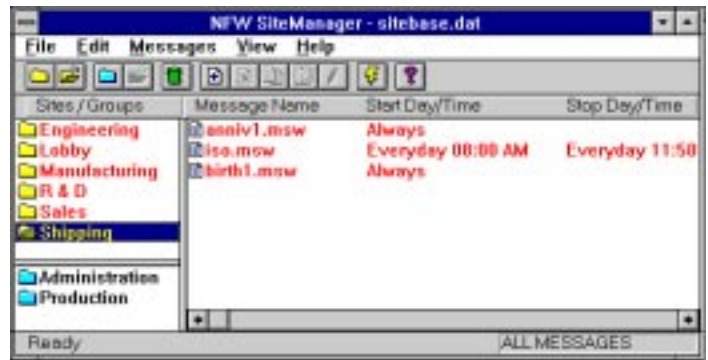 NFW SiteManager - sitebase.dat
File Edit Messages View Help
Sites / Groups Message Name Start Day/Time Stop Day/Time
Engineering anniv1.msw Always
Lobby iso.msw Everyday 08:00 AM Everyday 11:50
Manufacturing birth1.msw Always
R & D
Sales
Shipping
Administration
Production
Ready ALL MESSAGES